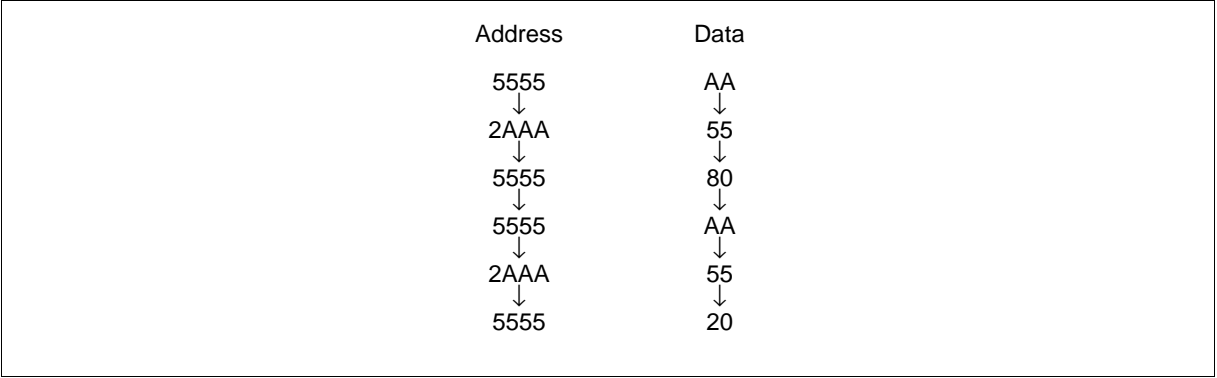 Address Data
5555 AA
↓ ↓
2AAA 55
↓ ↓
5555 80
↓ ↓
5555 AA
↓ ↓
2AAA 55
↓ ↓
5555 20